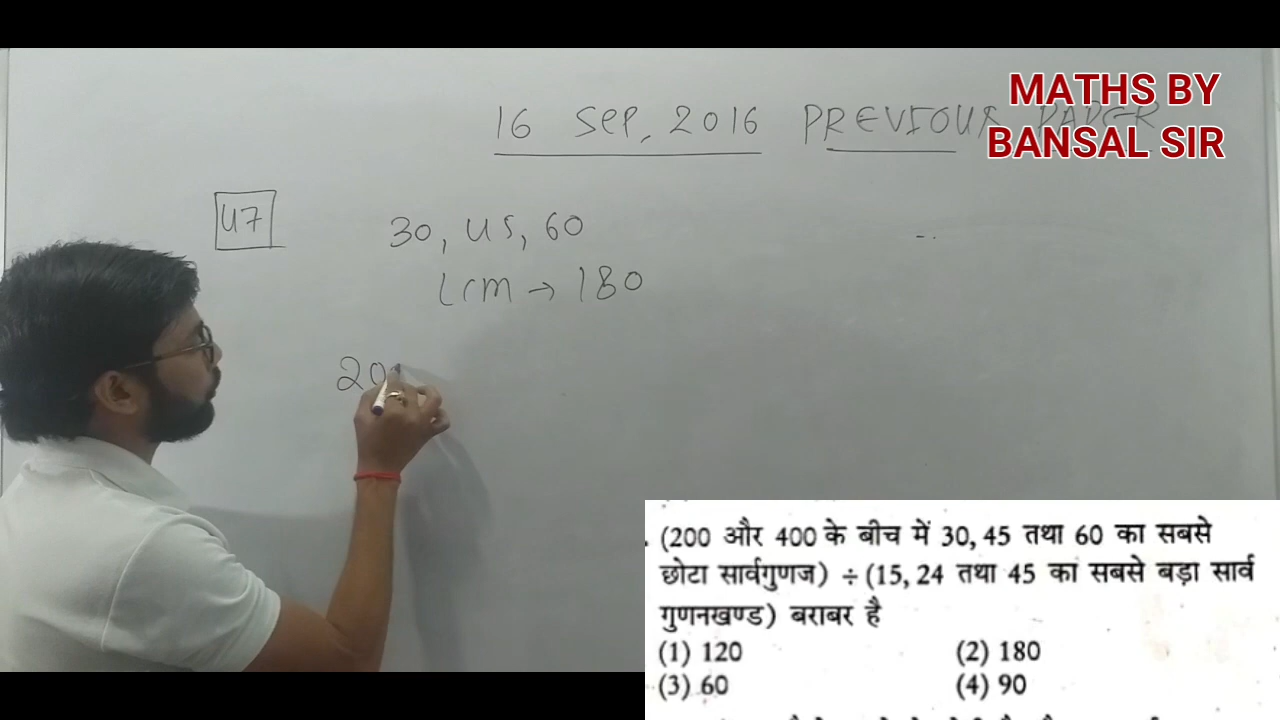 MATHS BY
BANSAL SIR
16 Sep, 2016 PREVIOUS PAPER
47
30, 45, 60
LCM → 180
20
(200 और 400 के बीच में 30, 45 तथा 60 का सबसे
छोटा सार्वगुणज) ÷ (15, 24 तथा 45 का सबसे बड़ा सार्व
गुणनखण्ड) बराबर है
(1) 120 (2) 180
(3) 60 (4) 90